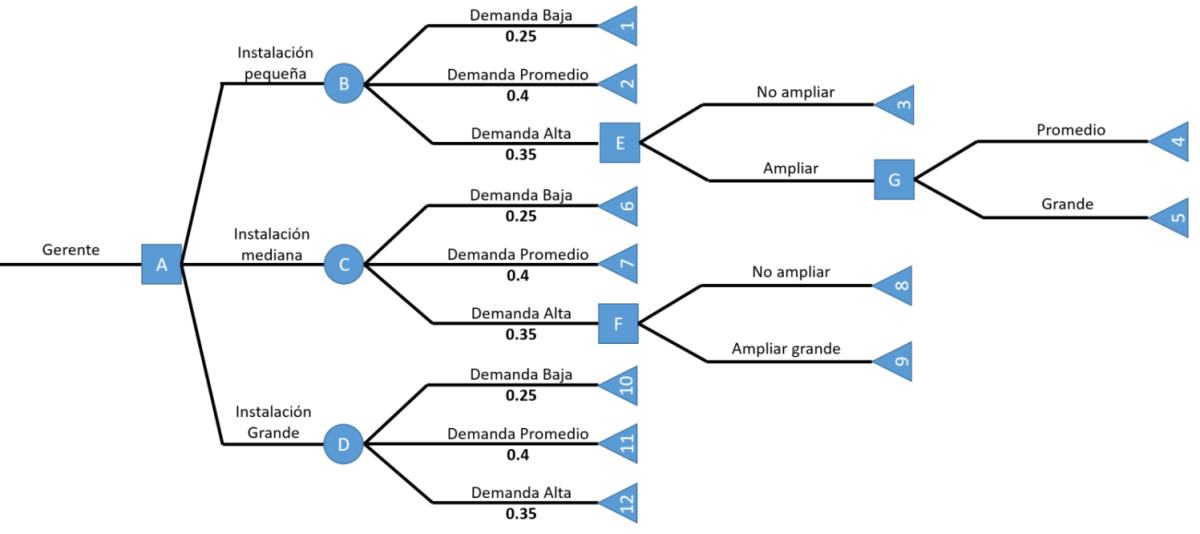 Gerente
A
Instalación
pequeña
B
Demanda Baja
0.25
1
Demanda Promedio
0.4
2
Demanda Alta
0.35
E
No ampliar
3
Ampliar
G
Promedio
4
Grande
5
Instalación
mediana
C
Demanda Baja
0.25
6
Demanda Promedio
0.4
7
Demanda Alta
0.35
F
No ampliar
8
Ampliar grande
9
Instalación
Grande
D
Demanda Baja
0.25
10
Demanda Promedio
0.4
11
Demanda Alta
0.35
12